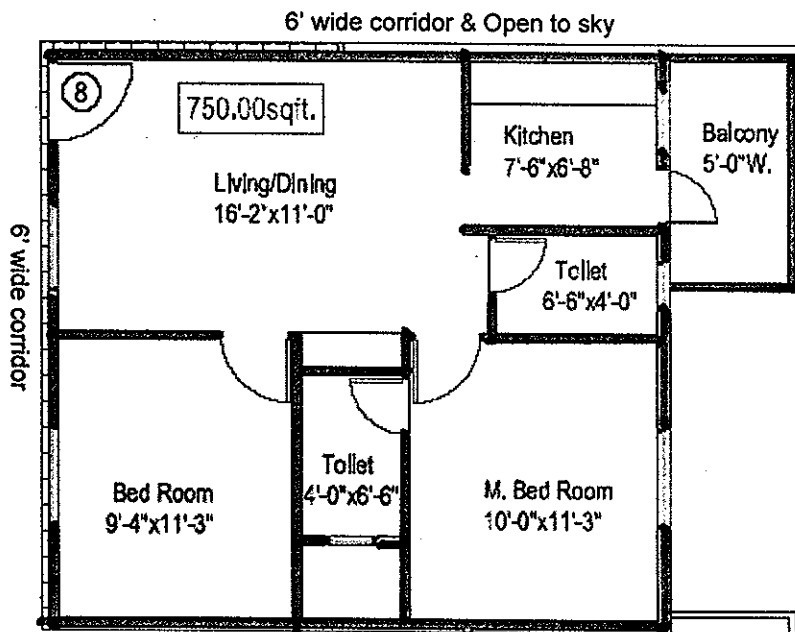 6' wide corridor & Open to sky
8
750.00sqft.
Kitchen
7'-6"x6'-8"
Balcony
5'-0"W.
Living/Dining
16'-2"x11'-0"
6' wide corridor
Toilet
6'-6"x4'-0"
Toilet
4'-0"x6'-6"
Bed Room
9'-4"x11'-3"
M. Bed Room
10'-0"x11'-3"